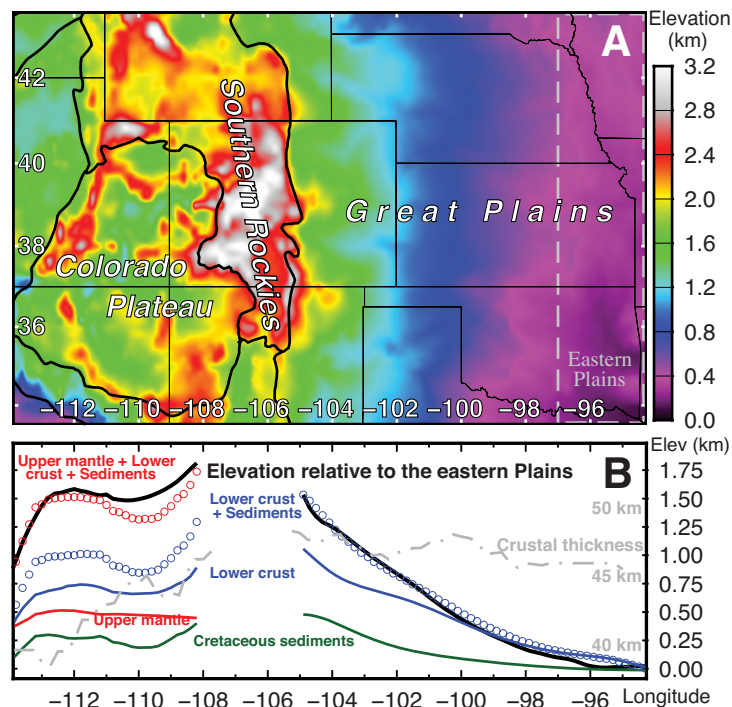 Elevation
(km)
A
3.2
2.8
2.4
2.0
1.6
1.2
0.8
0.4
0.0
42
40
38
36
Southern Rockies
Great Plains
Colorado
Plateau
Eastern
Plains
−112 −110 −108 −106 −104 −102 −100 −98 −96
B
Elev (km)
Elevation relative to the eastern Plains
Upper mantle + Lower
crust + Sediments
Lower crust
+ Sediments
50 km
Crustal thickness
45 km
Lower crust
Upper mantle
Cretaceous sediments
40 km
1.75
1.50
1.25
1.00
0.75
0.50
0.25
0.00
−112 −110 −108 −106 −104 −102 −100 −98 −96 Longitude